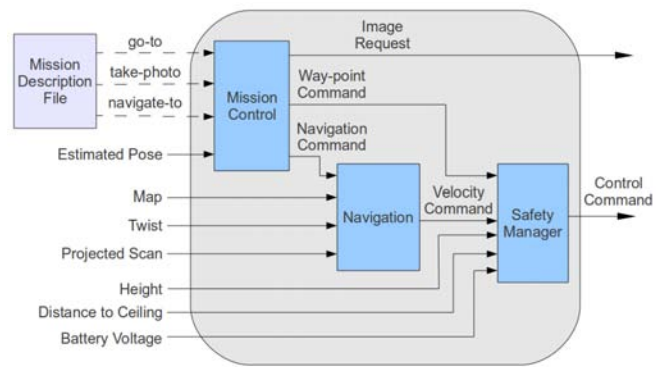 Mission
Description
File
go-to
take-photo
navigate-to
Estimated Pose
Map
Twist
Projected Scan
Height
Distance to Ceiling
Battery Voltage
Mission
Control
Image
Request
Way-point
Command
Navigation
Command
Navigation
Velocity
Command
Safety
Manager
Control
Command